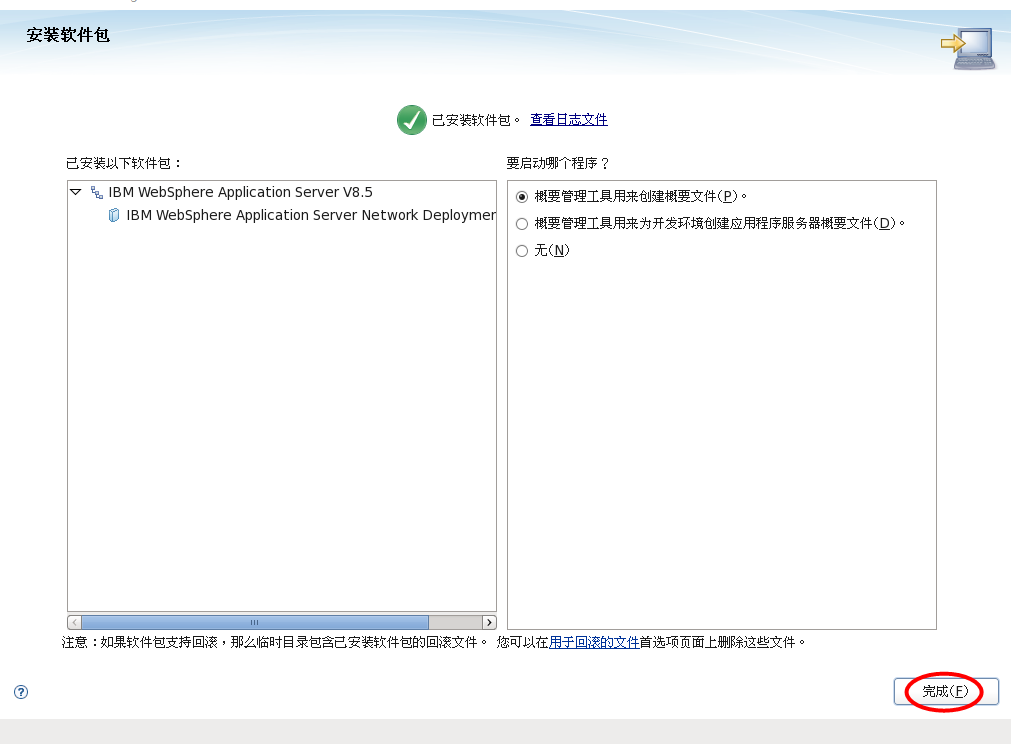 安装软件包
已安装软件包。 查看日志文件
已安装以下软件包：
要启动哪个程序？
IBM WebSphere Application Server V8.5
IBM WebSphere Application Server Network Deploymen
概要管理工具用来创建概要文件(P)。
概要管理工具用来为开发环境创建应用程序服务器概要文件(D)。
无(N)
注意：如果软件包支持回滚，那么临时目录包含已安装软件包的回滚文件。 您可以在用于回滚的文件首选项页面上删除这些文件。
完成(F)